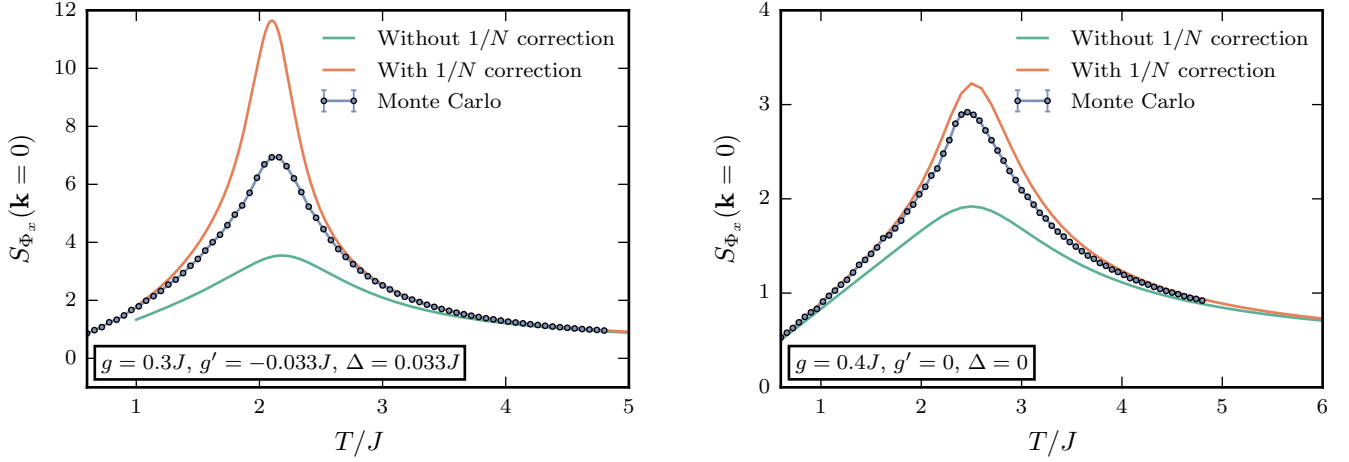 12
10
8
6
4
2
0
S_{Φ_x}(k = 0)
Without 1/N correction
With 1/N correction
Monte Carlo
g = 0.3J, g′ = −0.033J, Δ = 0.033J
1 2 3 4 5
T/J
4
3
2
1
0
S_{Φ_x}(k = 0)
Without 1/N correction
With 1/N correction
Monte Carlo
g = 0.4J, g′ = 0, Δ = 0
1 2 3 4 5 6
T/J